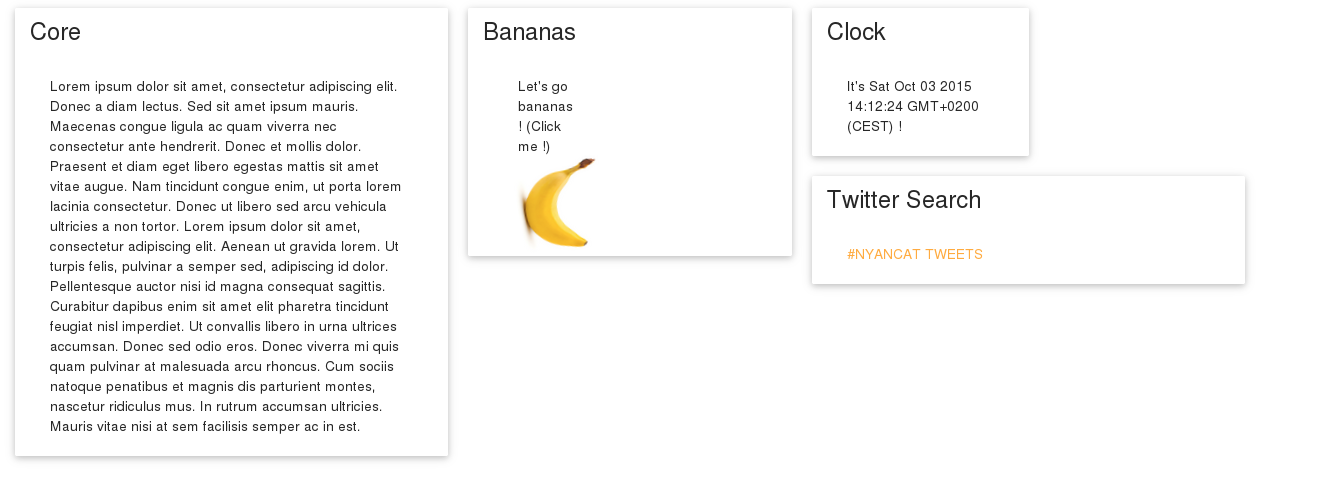 Core
Lorem ipsum dolor sit amet, consectetur adipiscing elit.
Donec a diam lectus. Sed sit amet ipsum mauris.
Maecenas congue ligula ac quam viverra nec
consectetur ante hendrerit. Donec et mollis dolor.
Praesent et diam eget libero egestas mattis sit amet
vitae augue. Nam tincidunt congue enim, ut porta lorem
lacinia consectetur. Donec ut libero sed arcu vehicula
ultricies a non tortor. Lorem ipsum dolor sit amet,
consectetur adipiscing elit. Aenean ut gravida lorem. Ut
turpis felis, pulvinar a semper sed, adipiscing id dolor.
Pellentesque auctor nisi id magna consequat sagittis.
Curabitur dapibus enim sit amet elit pharetra tincidunt
feugiat nisl imperdiet. Ut convallis libero in urna ultrices
accumsan. Donec sed odio eros. Donec viverra mi quis
quam pulvinar at malesuada arcu rhoncus. Cum sociis
natoque penatibus et magnis dis parturient montes,
nascetur ridiculus mus. In rutrum accumsan ultricies.
Mauris vitae nisi at sem facilisis semper ac in est.
Bananas
Let's go
bananas
! (Click
me !)
Clock
It's Sat Oct 03 2015
14:12:24 GMT+0200
(CEST) !
Twitter Search
#NYANCAT TWEETS